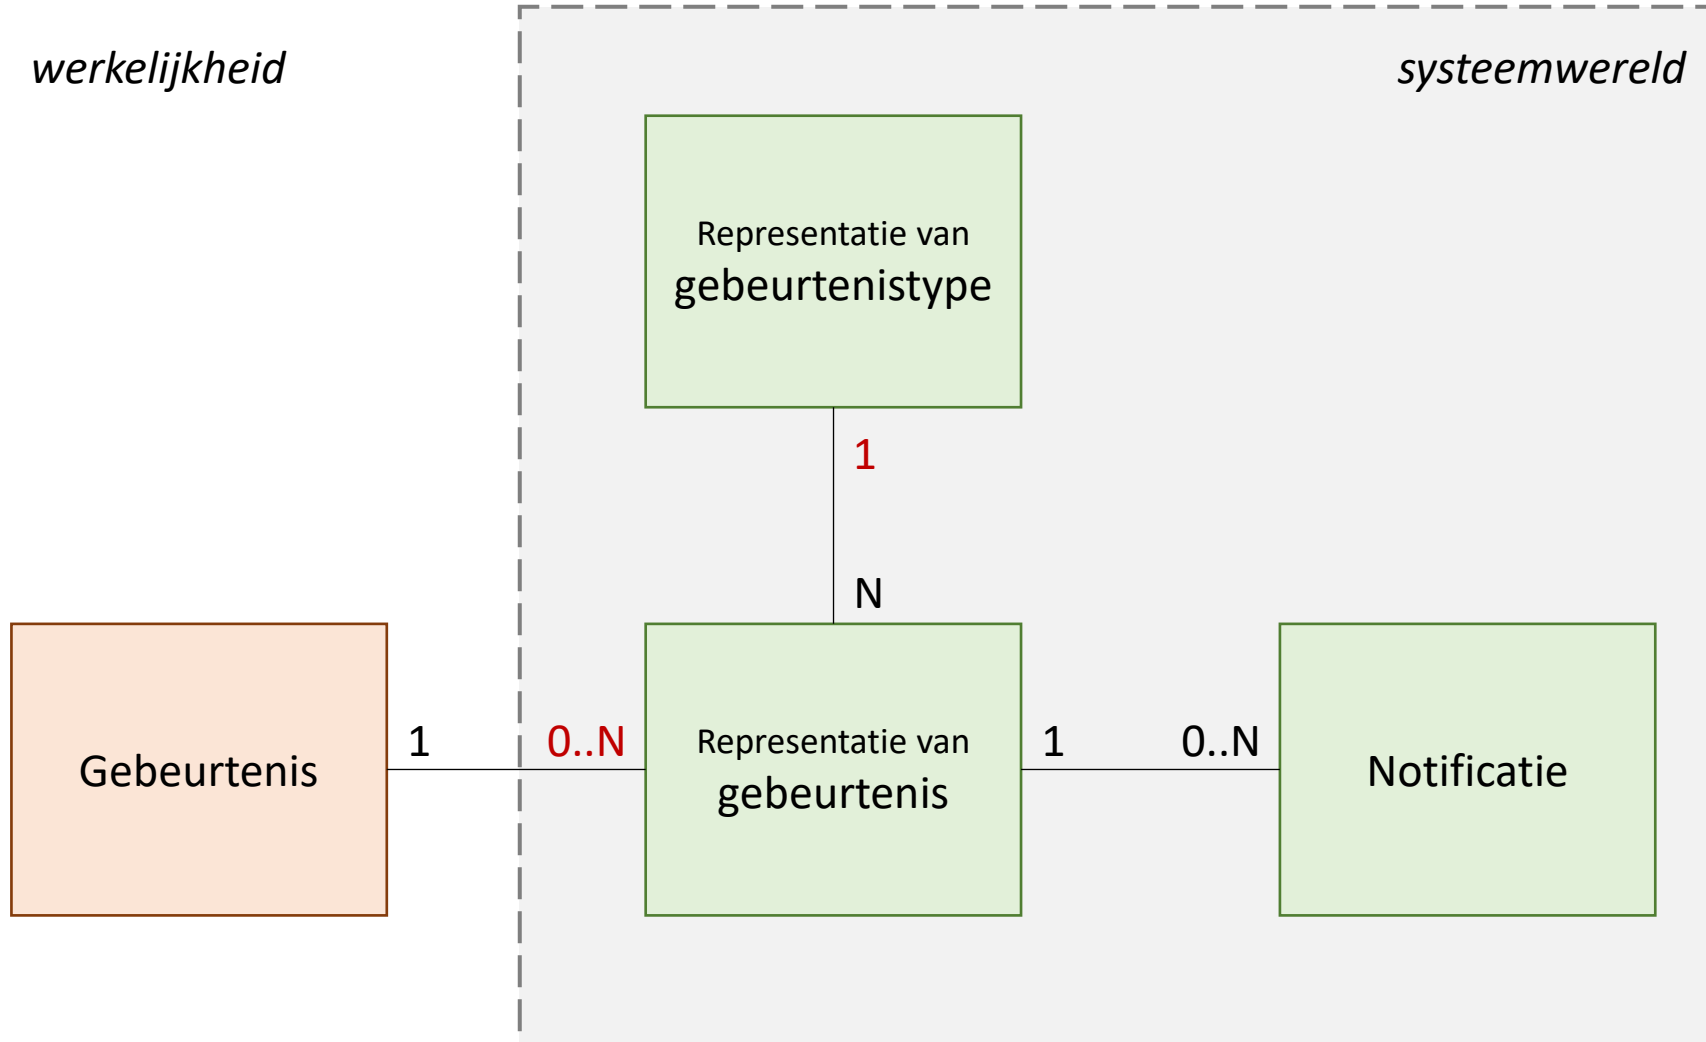 werkelijkheid
systeemwereld
Representatie van
gebeurtenistype
1
N
Gebeurtenis
1
0..N
Representatie van
gebeurtenis
1
0..N
Notificatie